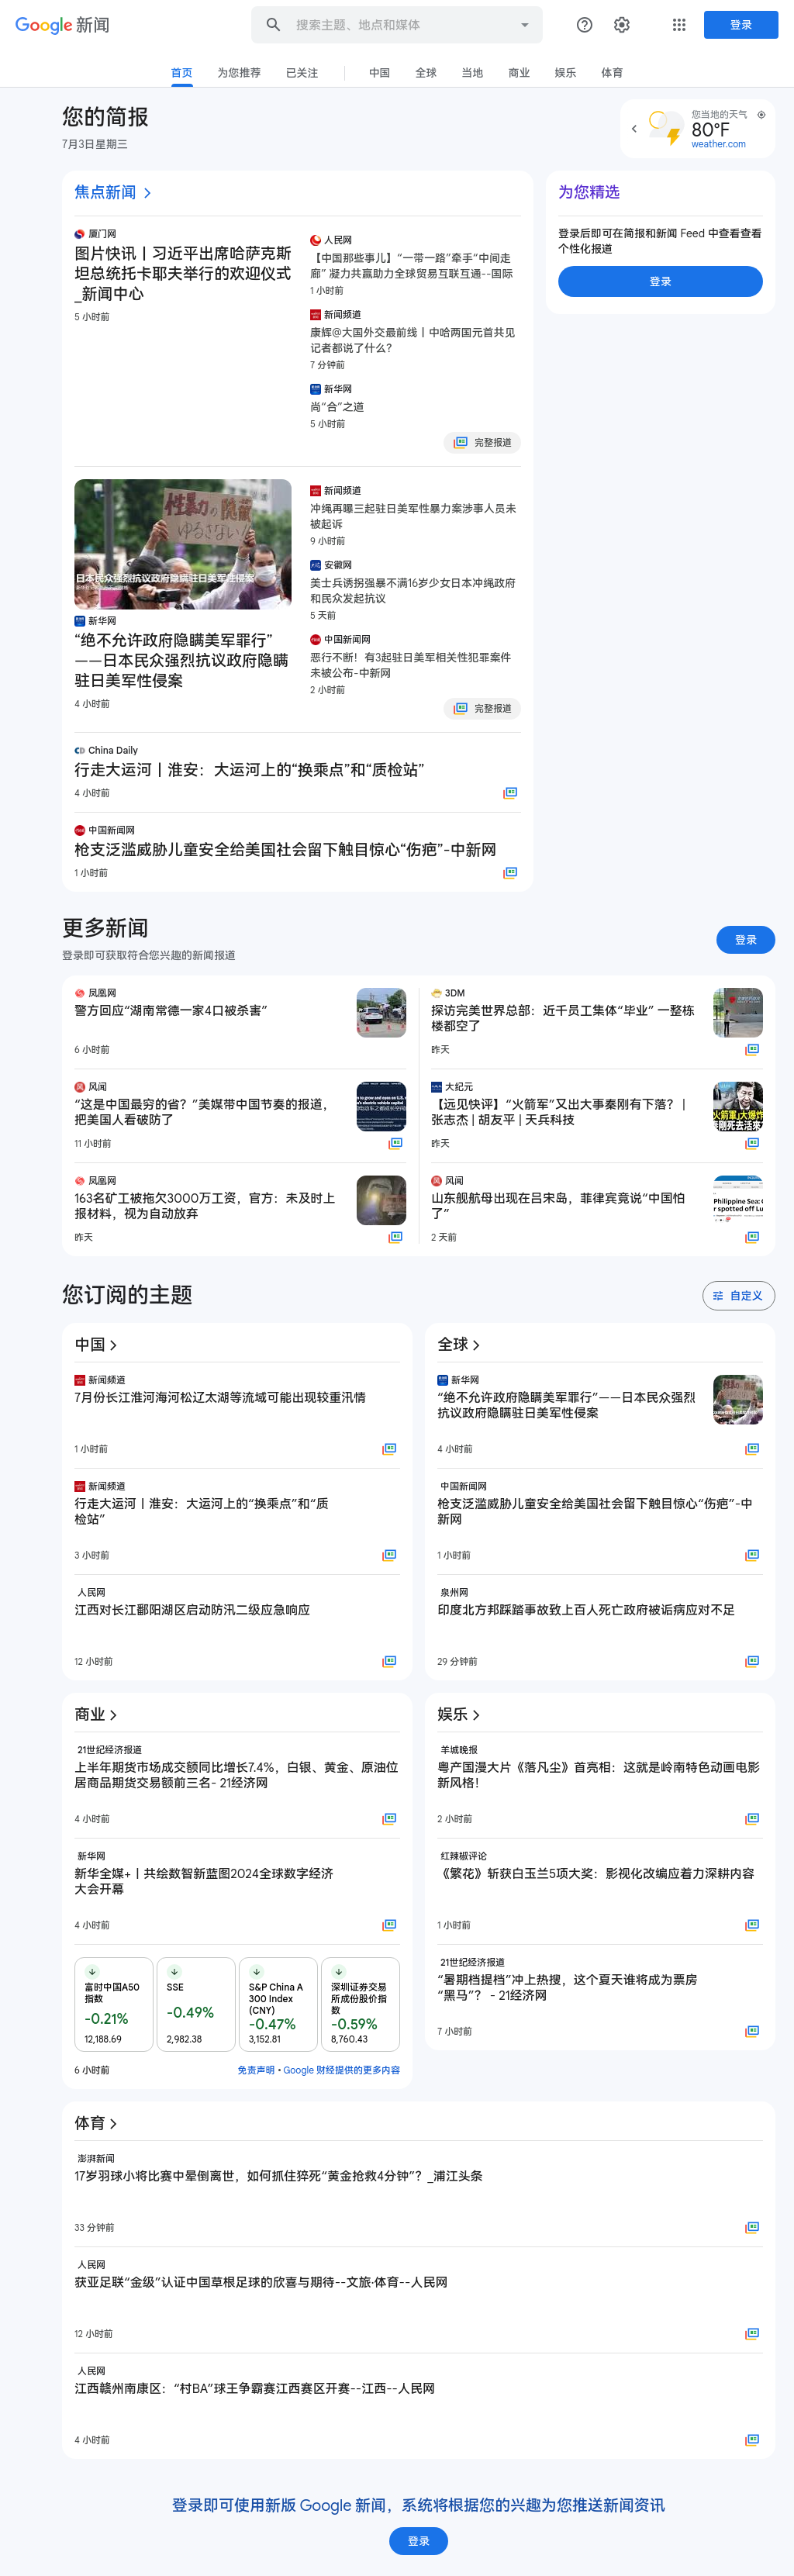 Google 新闻
搜索主题、地点和媒体
登录
首页
为您推荐
已关注
中国
全球
当地
商业
娱乐
体育
您的简报
7月3日星期三
您当地的天气
80°F
weather.com
焦点新闻
厦门网
图片快讯丨习近平出席哈萨克斯
坦总统托卡耶夫举行的欢迎仪式
_新闻中心
5 小时前
人民网
【中国那些事儿】“一带一路”牵手“中间走
廊” 凝力共赢助力全球贸易互联互通--国际
1 小时前
新闻频道
康辉@大国外交最前线丨中哈两国元首共见
记者都说了什么？
7 分钟前
新华网
尚“合”之道
5 小时前
完整报道
为您精选
登录后即可在简报和新闻 Feed 中查看查看
个性化报道
登录
性暴力の隠蔽
ゆるさない
日本民众强烈抗议政府隐瞒驻日美军性侵案
新华网
“绝不允许政府隐瞒美军罪行”
——日本民众强烈抗议政府隐瞒
驻日美军性侵案
4 小时前
新闻频道
冲绳再曝三起驻日美军性暴力案涉事人员未
被起诉
9 小时前
安徽网
美士兵诱拐强暴不满16岁少女日本冲绳政府
和民众发起抗议
5 天前
中国新闻网
恶行不断！有3起驻日美军相关性犯罪案件
未被公布-中新网
2 小时前
完整报道
China Daily
行走大运河丨淮安：大运河上的“换乘点”和“质检站”
4 小时前
中国新闻网
枪支泛滥威胁儿童安全给美国社会留下触目惊心“伤疤”-中新网
1 小时前
更多新闻
登录即可获取符合您兴趣的新闻报道
登录
凤凰网
警方回应“湖南常德一家4口被杀害”
6 小时前
3DM
探访完美世界总部：近千员工集体“毕业” 一整栋
楼都空了
昨天
风闻
“这是中国最穷的省？”美媒带中国节奏的报道，
把美国人看破防了
11 小时前
大纪元
【远见快评】“火箭军”又出大事秦刚有下落？ |
张志杰 | 胡友平 | 天兵科技
昨天
凤凰网
163名矿工被拖欠3000万工资，官方：未及时上
报材料，视为自动放弃
昨天
风闻
山东舰航母出现在吕宋岛，菲律宾竟说“中国怕
了”
2 天前
您订阅的主题
自定义
中国
新闻频道
7月份长江淮河海河松辽太湖等流域可能出现较重汛情
1 小时前
新闻频道
行走大运河丨淮安：大运河上的“换乘点”和“质
检站”
3 小时前
人民网
江西对长江鄱阳湖区启动防汛二级应急响应
12 小时前
全球
新华网
“绝不允许政府隐瞒美军罪行”——日本民众强烈
抗议政府隐瞒驻日美军性侵案
4 小时前
中国新闻网
枪支泛滥威胁儿童安全给美国社会留下触目惊心“伤疤”-中
新网
1 小时前
泉州网
印度北方邦踩踏事故致上百人死亡政府被诟病应对不足
29 分钟前
商业
21世纪经济报道
上半年期货市场成交额同比增长7.4%，白银、黄金、原油位
居商品期货交易额前三名- 21经济网
4 小时前
新华网
新华全媒+丨共绘数智新蓝图2024全球数字经济
大会开幕
4 小时前
富时中国A50
指数
-0.21%
12,188.69
SSE
-0.49%
2,982.38
S&P China A
300 Index
(CNY)
-0.47%
3,152.81
深圳证券交易
所成份股价指
数
-0.59%
8,760.43
6 小时前
免责声明 • Google 财经提供的更多内容
娱乐
羊城晚报
粤产国漫大片《落凡尘》首亮相：这就是岭南特色动画电影
新风格！
2 小时前
红辣椒评论
《繁花》斩获白玉兰5项大奖：影视化改编应着力深耕内容
1 小时前
21世纪经济报道
“暑期档提档”冲上热搜，这个夏天谁将成为票房
“黑马”？ - 21经济网
7 小时前
体育
澎湃新闻
17岁羽球小将比赛中晕倒离世，如何抓住猝死“黄金抢救4分钟”？_浦江头条
33 分钟前
人民网
获亚足联“金级”认证中国草根足球的欣喜与期待--文旅·体育--人民网
12 小时前
人民网
江西赣州南康区：“村BA”球王争霸赛江西赛区开赛--江西--人民网
4 小时前
登录即可使用新版 Google 新闻，系统将根据您的兴趣为您推送新闻资讯
登录